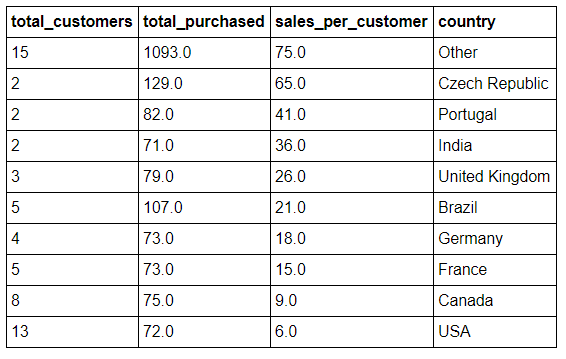 total_customers total_purchased sales_per_customer country
15 1093.0 75.0 Other
2 129.0 65.0 Czech Republic
2 82.0 41.0 Portugal
2 71.0 36.0 India
3 79.0 26.0 United Kingdom
5 107.0 21.0 Brazil
4 73.0 18.0 Germany
5 73.0 15.0 France
8 75.0 9.0 Canada
13 72.0 6.0 USA